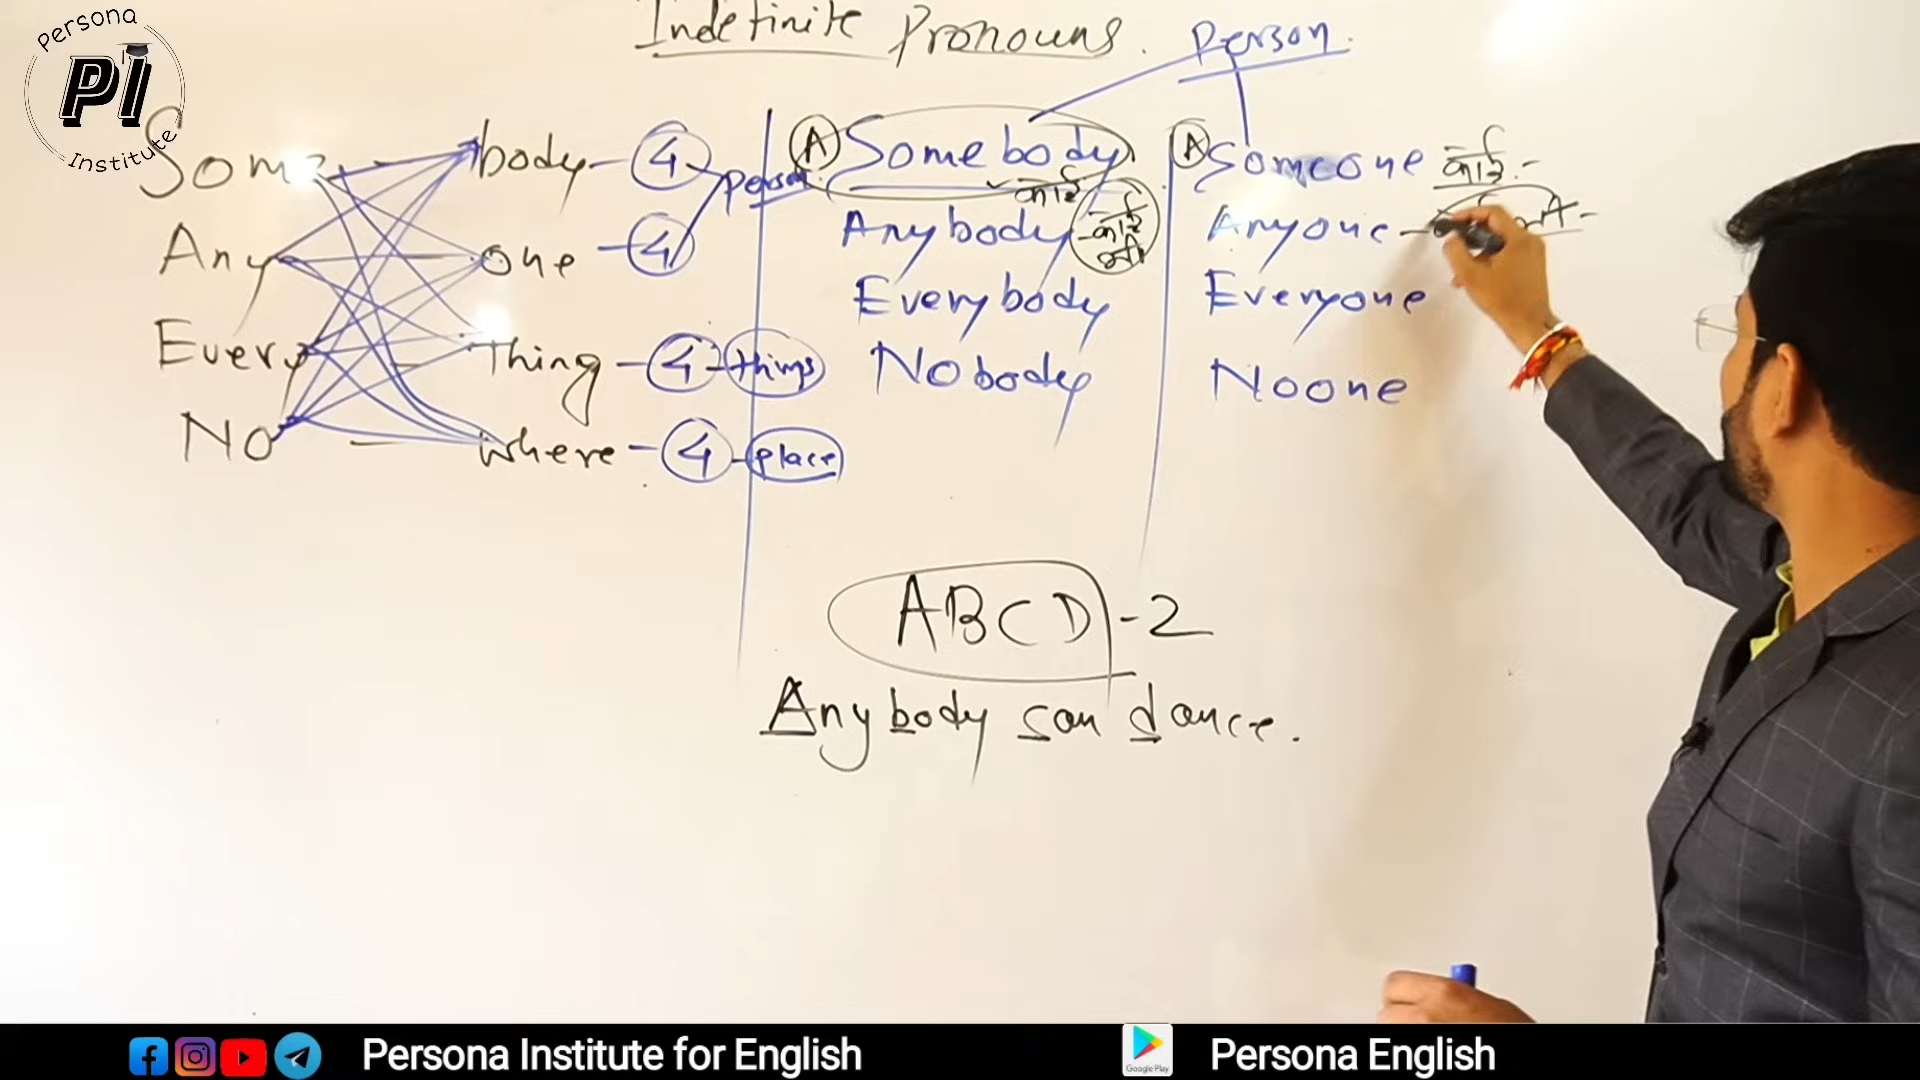 Persona
PI
Institute
Indefinite Pronouns.
Person.
Some
body - 4
person.
Any
one - 4
Every
Thing - 4 - things
No
where - 4 - place
A Somebody
कोई
Anybody
कोई
भी
Everybody
Nobody
A Someone कोई -
Anyone -
Everyone
Noone
ABCD - 2
Anybody can dance.
Persona Institute for English
Google Play
Persona English